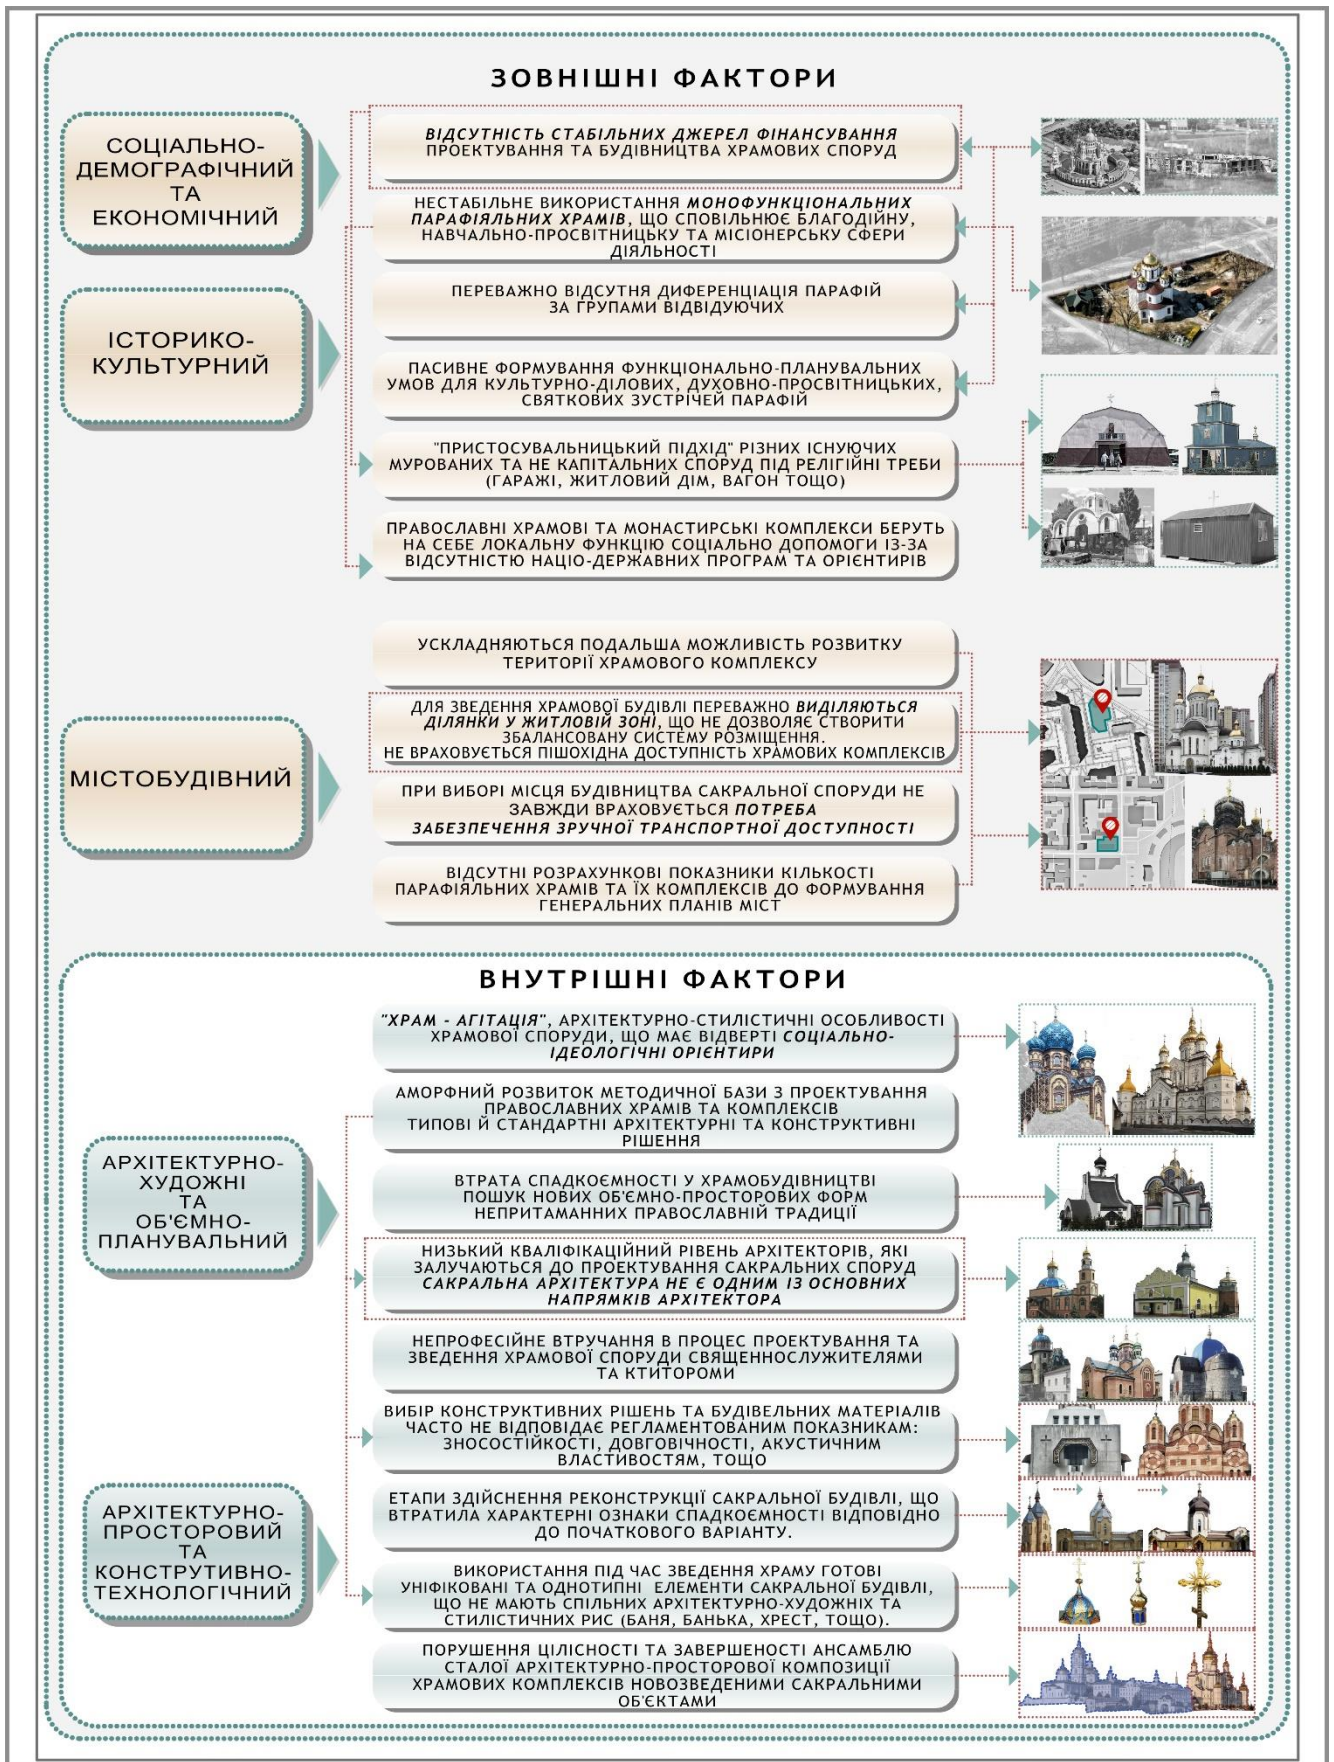 ЗОВНІШНІ ФАКТОРИ
СОЦІАЛЬНО-
ДЕМОГРАФІЧНИЙ
ТА
ЕКОНОМІЧНИЙ
ІСТОРИКО-
КУЛЬТУРНИЙ
ВІДСУТНІСТЬ СТАБІЛЬНИХ ДЖЕРЕЛ ФІНАНСУВАННЯ
ПРОЕКТУВАННЯ ТА БУДІВНИЦТВА ХРАМОВИХ СПОРУД
НЕСТАБІЛЬНЕ ВИКОРИСТАННЯ МОНОФУНКЦІОНАЛЬНИХ
ПАРАФІЯЛЬНИХ ХРАМІВ, ЩО СПОВІЛЬНЮЄ БЛАГОДІЙНУ,
НАВЧАЛЬНО-ПРОСВІТНИЦЬКУ ТА МІСІОНЕРСЬКУ СФЕРИ
ДІЯЛЬНОСТІ
ПЕРЕВАЖНО ВІДСУТНЯ ДИФЕРЕНЦІАЦІЯ ПАРАФІЙ
ЗА ГРУПАМИ ВІДВІДУЮЧИХ
ПАСИВНЕ ФОРМУВАННЯ ФУНКЦІОНАЛЬНО-ПЛАНУВАЛЬНИХ
УМОВ ДЛЯ КУЛЬТУРНО-ДІЛОВИХ, ДУХОВНО-ПРОСВІТНИЦЬКИХ,
СВЯТКОВИХ ЗУСТРІЧЕЙ ПАРАФІЙ
"ПРИСТОСУВАЛЬНИЦЬКИЙ ПІДХІД" РІЗНИХ ІСНУЮЧИХ
МУРОВАНИХ ТА НЕ КАПІТАЛЬНИХ СПОРУД ПІД РЕЛІГІЙНІ ТРЕБИ
(ГАРАЖІ, ЖИТЛОВИЙ ДІМ, ВАГОН ТОЩО)
ПРАВОСЛАВНІ ХРАМОВІ ТА МОНАСТИРСЬКІ КОМПЛЕКСИ БЕРУТЬ
НА СЕБЕ ЛОКАЛЬНУ ФУНКЦІЮ СОЦІАЛЬНО ДОПОМОГИ ІЗ-ЗА
ВІДСУТНІСТЮ НАЦІО-ДЕРЖАВНИХ ПРОГРАМ ТА ОРІЄНТИРІВ
МІСТОБУДІВНИЙ
УСКЛАДНЯЮТЬСЯ ПОДАЛЬША МОЖЛИВІСТЬ РОЗВИТКУ
ТЕРИТОРІЇ ХРАМОВОГО КОМПЛЕКСУ
ДЛЯ ЗВЕДЕННЯ ХРАМОВОЇ БУДІВЛІ ПЕРЕВАЖНО ВИДІЛЯЮТЬСЯ
ДІЛЯНКИ У ЖИТЛОВІЙ ЗОНІ, ЩО НЕ ДОЗВОЛЯЄ СТВОРИТИ
ЗБАЛАНСОВАНУ СИСТЕМУ РОЗМІЩЕННЯ.
НЕ ВРАХОВУЄТЬСЯ ПІШОХІДНА ДОСТУПНІСТЬ ХРАМОВИХ КОМПЛЕКСІВ
ПРИ ВИБОРІ МІСЦЯ БУДІВНИЦТВА САКРАЛЬНОЇ СПОРУДИ НЕ
ЗАВЖДИ ВРАХОВУЄТЬСЯ ПОТРЕБА
ЗАБЕЗПЕЧЕННЯ ЗРУЧНОЇ ТРАНСПОРТНОЇ ДОСТУПНОСТІ
ВІДСУТНІ РОЗРАХУНКОВІ ПОКАЗНИКИ КІЛЬКОСТІ
ПАРАФІЯЛЬНИХ ХРАМІВ ТА ЇХ КОМПЛЕКСІВ ДО ФОРМУВАННЯ
ГЕНЕРАЛЬНИХ ПЛАНІВ МІСТ
ВНУТРІШНІ ФАКТОРИ
АРХІТЕКТУРНО-
ХУДОЖНІ
ТА
ОБ'ЄМНО-
ПЛАНУВАЛЬНИЙ
АРХІТЕКТУРНО-
ПРОСТОРОВИЙ
ТА
КОНСТРУТИВНО-
ТЕХНОЛОГІЧНИЙ
"ХРАМ - АГІТАЦІЯ", АРХІТЕКТУРНО-СТИЛІСТИЧНІ ОСОБЛИВОСТІ
ХРАМОВОЇ СПОРУДИ, ЩО МАЄ ВІДВЕРТІ СОЦІАЛЬНО-
ІДЕОЛОГІЧНІ ОРІЄНТИРИ
АМОРФНИЙ РОЗВИТОК МЕТОДИЧНОЇ БАЗИ З ПРОЕКТУВАННЯ
ПРАВОСЛАВНИХ ХРАМІВ ТА КОМПЛЕКСІВ
ТИПОВІ Й СТАНДАРТНІ АРХІТЕКТУРНІ ТА КОНСТРУКТИВНІ
РІШЕННЯ
ВТРАТА СПАДКОЄМНОСТІ У ХРАМОБУДІВНИЦТВІ
ПОШУК НОВИХ ОБ'ЄМНО-ПРОСТОРОВИХ ФОРМ
НЕПРИТАМАННИХ ПРАВОСЛАВНІЙ ТРАДИЦІЇ
НИЗЬКИЙ КВАЛІФІКАЦІЙНИЙ РІВЕНЬ АРХІТЕКТОРІВ, ЯКІ
ЗАЛУЧАЮТЬСЯ ДО ПРОЕКТУВАННЯ САКРАЛЬНИХ СПОРУД
САКРАЛЬНА АРХІТЕКТУРА НЕ Є ОДНИМ ІЗ ОСНОВНИХ
НАПРЯМКІВ АРХІТЕКТОРА
НЕПРОФЕСІЙНЕ ВТРУЧАННЯ В ПРОЦЕС ПРОЕКТУВАННЯ ТА
ЗВЕДЕННЯ ХРАМОВОЇ СПОРУДИ СВЯЩЕННОСЛУЖИТЕЛЯМИ
ТА КТИТОРОМИ
ВИБІР КОНСТРУКТИВНИХ РІШЕНЬ ТА БУДІВЕЛЬНИХ МАТЕРІАЛІВ
ЧАСТО НЕ ВІДПОВІДАЄ РЕГЛАМЕНТОВАНИМ ПОКАЗНИКАМ:
ЗНОСОСТІЙКОСТІ, ДОВГОВІЧНОСТІ, АКУСТИЧНИМ
ВЛАСТИВОСТЯМ, ТОЩО
ЕТАПИ ЗДІЙСНЕННЯ РЕКОНСТРУКЦІЇ САКРАЛЬНОЇ БУДІВЛІ, ЩО
ВТРАТИЛА ХАРАКТЕРНІ ОЗНАКИ СПАДКОЄМНОСТІ ВІДПОВІДНО
ДО ПОЧАТКОВОГО ВАРІАНТУ.
ВИКОРИСТАННЯ ПІД ЧАС ЗВЕДЕННЯ ХРАМУ ГОТОВІ
УНІФІКОВАНІ ТА ОДНОТИПНІ ЕЛЕМЕНТИ САКРАЛЬНОЇ БУДІВЛІ,
ЩО НЕ МАЮТЬ СПІЛЬНИХ АРХІТЕКТУРНО-ХУДОЖНІХ ТА
СТИЛІСТИЧНИХ РИС (БАНЯ, БАНЬКА, ХРЕСТ, ТОЩО).
ПОРУШЕННЯ ЦІЛІСНОСТІ ТА ЗАВЕРШЕНОСТІ АНСАМБЛЮ
СТАЛОЇ АРХІТЕКТУРНО-ПРОСТОРОВОЇ КОМПОЗИЦІЇ
ХРАМОВИХ КОМПЛЕКСІВ НОВОЗВЕДЕНИМИ САКРАЛЬНИМИ
ОБ'ЄКТАМИ